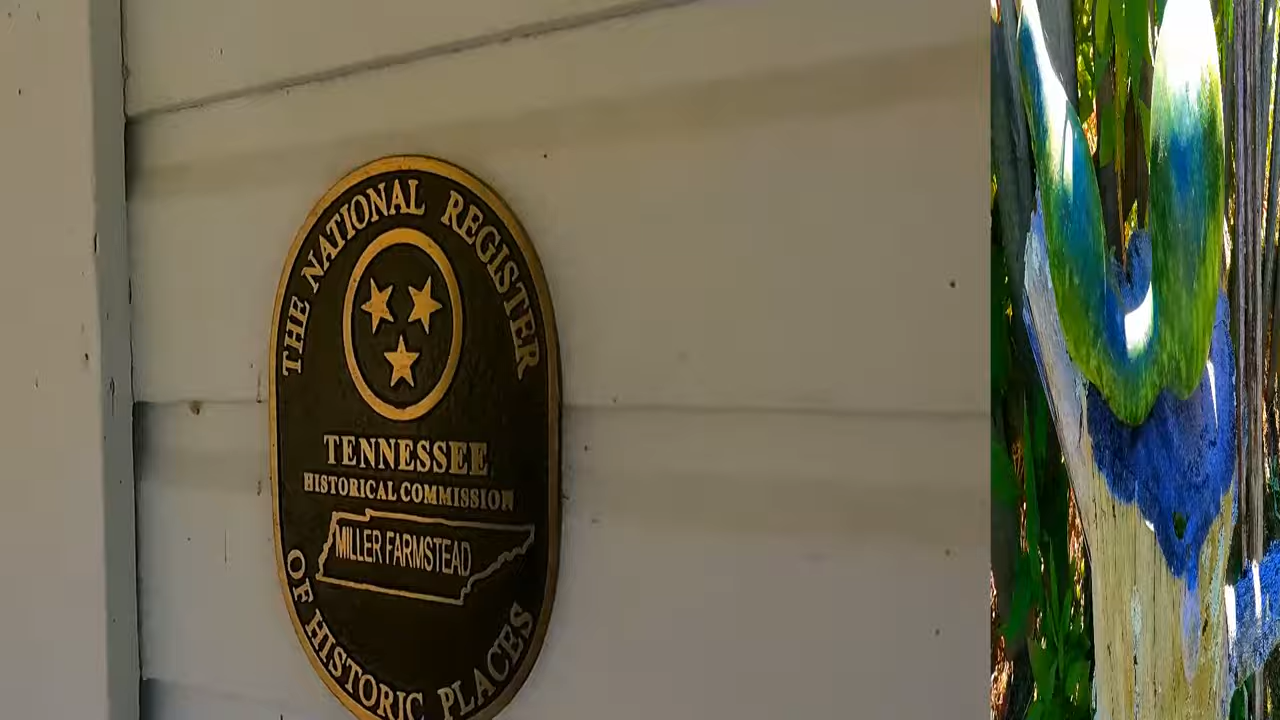 THE NATIONAL REGISTER
TENNESSEE
HISTORICAL COMMISSION
MILLER FARMSTEAD
OF HISTORIC PLACES